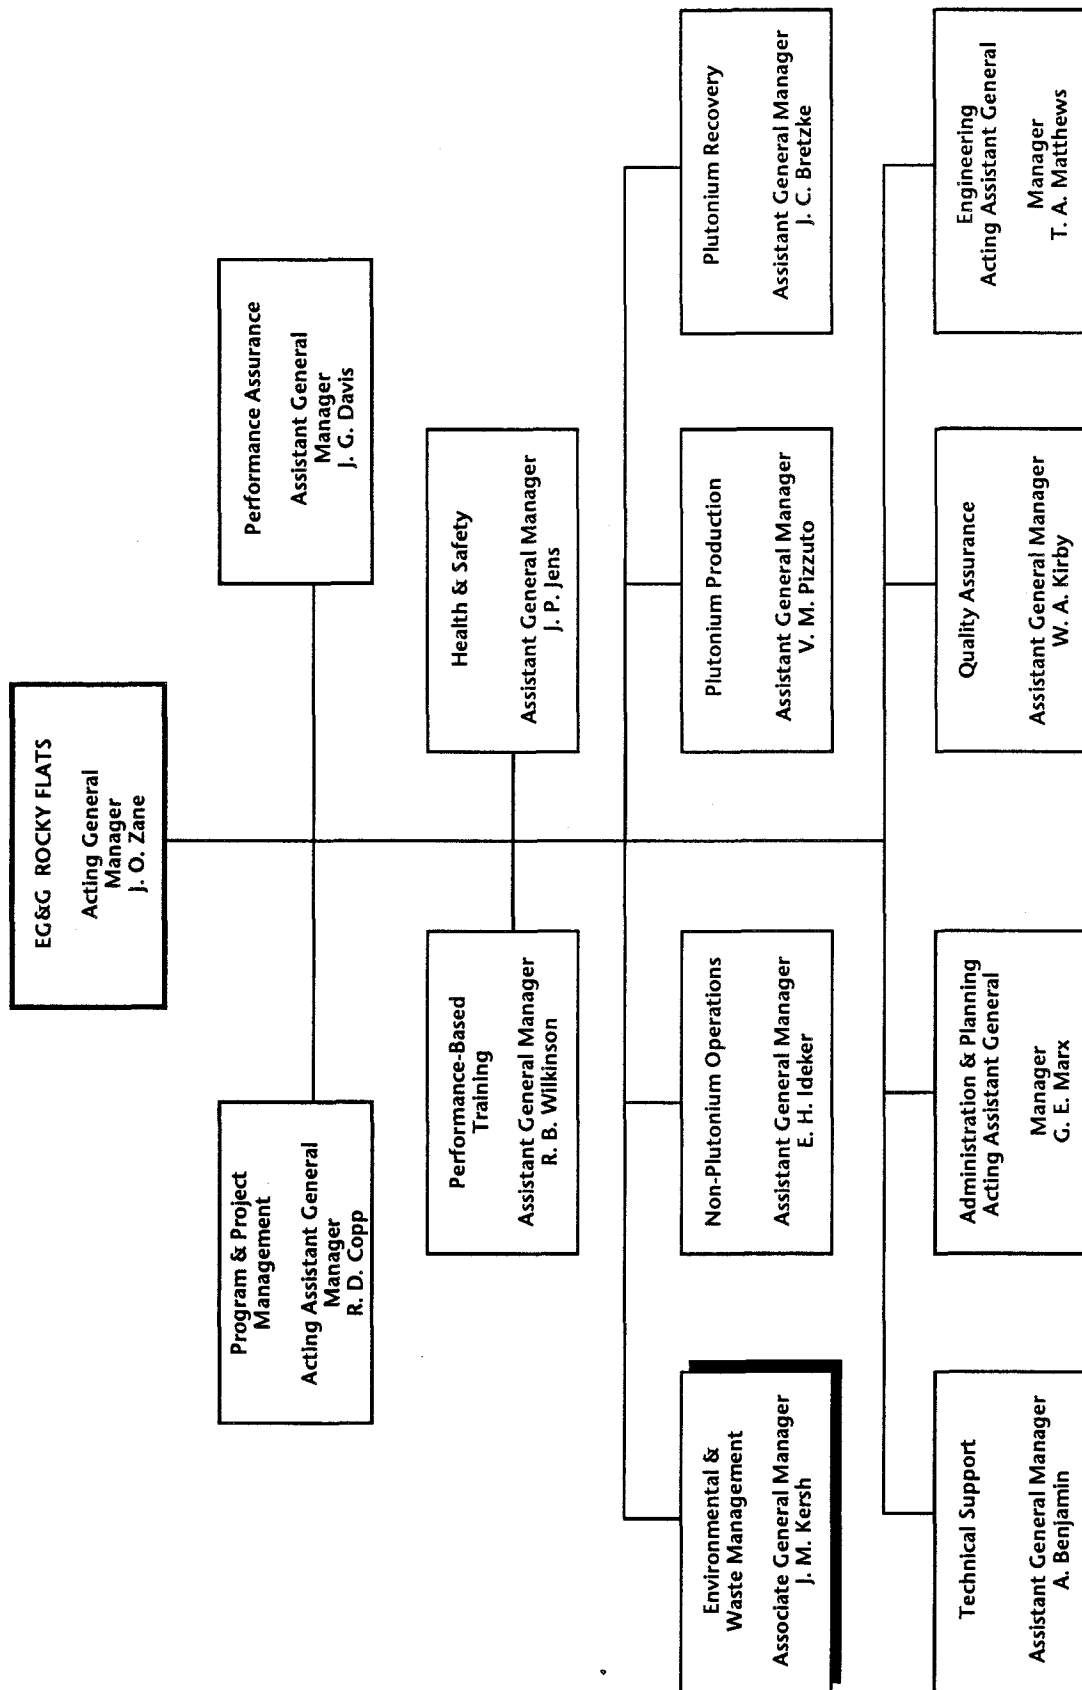 EG&G ROCKY FLATS
Acting General
Manager
J. O. Zane
Program & Project
Management
Acting Assistant General
Manager
R. D. Copp
Performance Assurance
Assistant General
Manager
J. G. Davis
Performance-Based
Training
Assistant General Manager
R. B. Wilkinson
Health & Safety
Assistant General Manager
J. P. Jens
Environmental &
Waste Management
Associate General Manager
J. M. Kersh
Non-Plutonium Operations
Assistant General Manager
E. H. Ideker
Plutonium Production
Assistant General Manager
V. M. Pizzuto
Plutonium Recovery
Assistant General Manager
J. C. Bretzke
Technical Support
Assistant General Manager
A. Benjamin
Administration & Planning
Acting Assistant General
Manager
G. E. Marx
Quality Assurance
Assistant General Manager
W. A. Kirby
Engineering
Acting Assistant General
Manager
T. A. Matthews